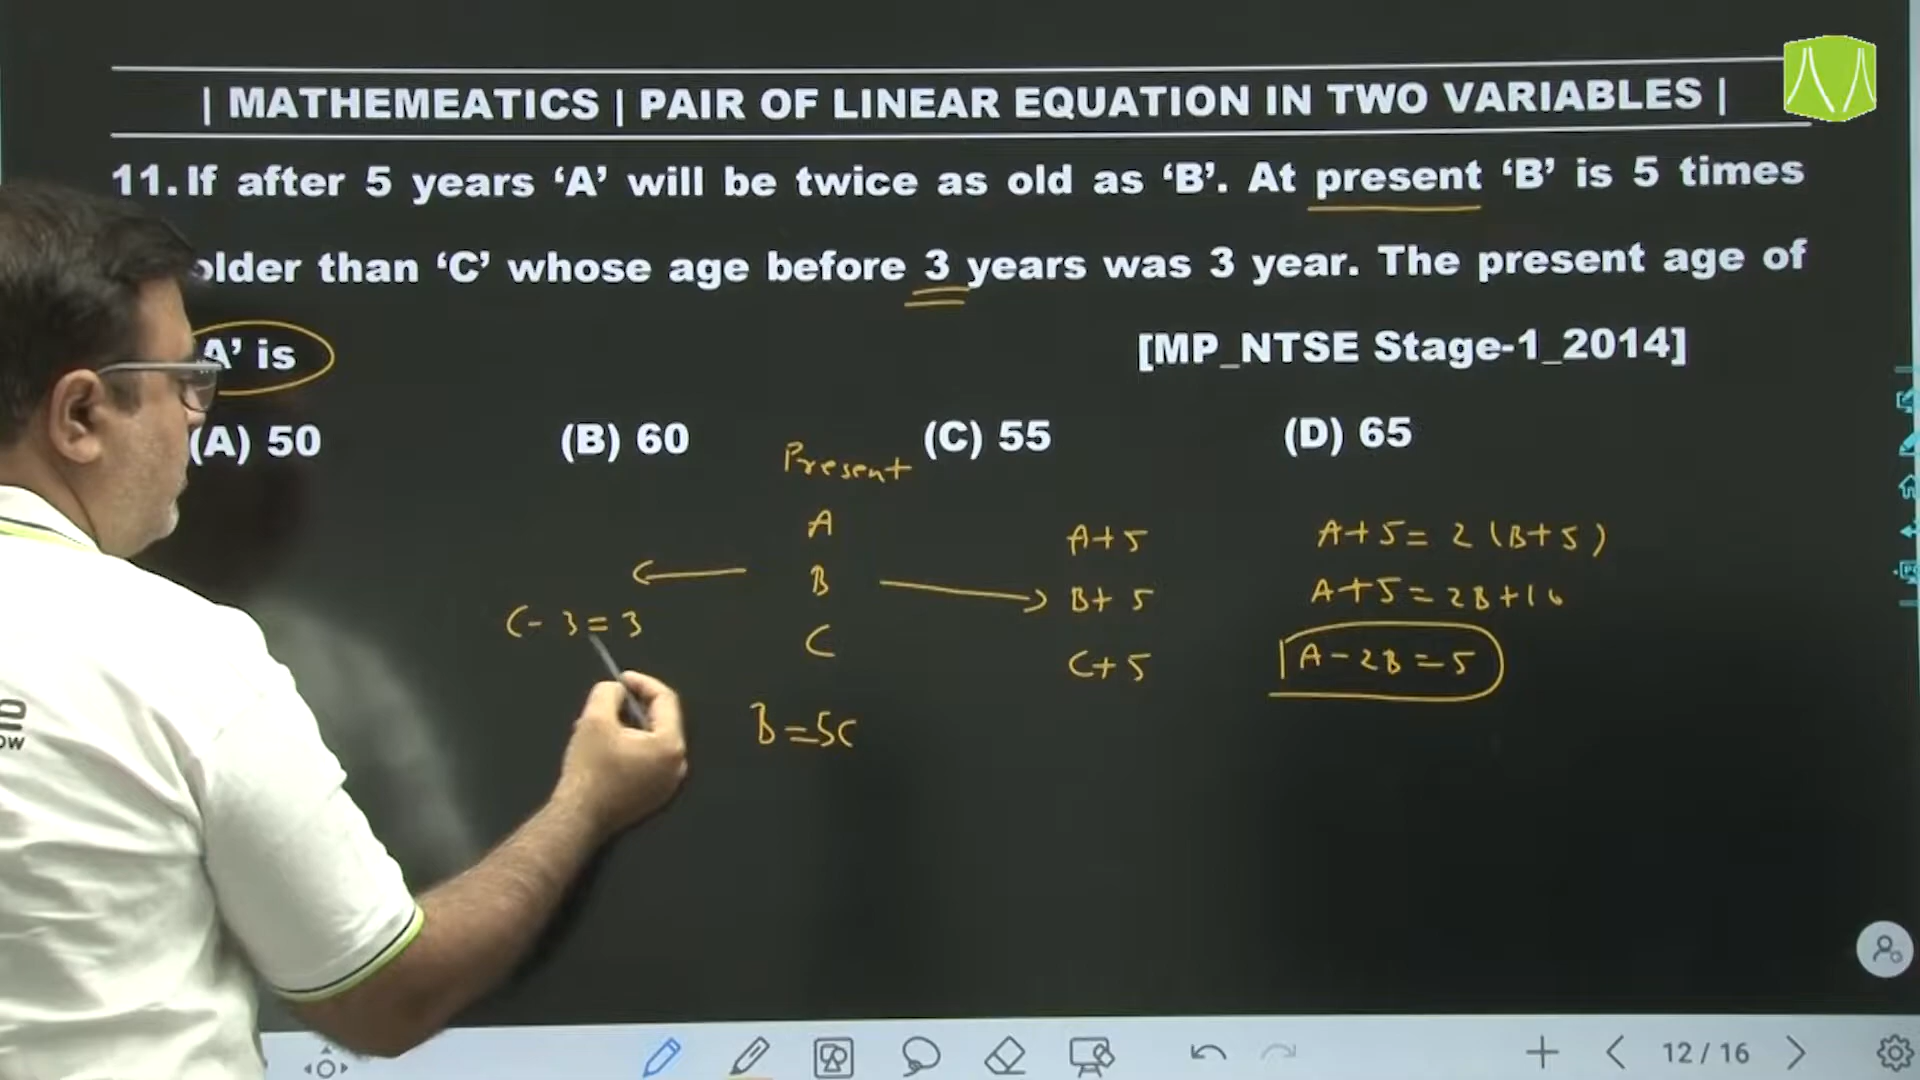 | MATHEMEATICS | PAIR OF LINEAR EQUATION IN TWO VARIABLES |
11. If after 5 years ‘A’ will be twice as old as ‘B’. At present ‘B’ is 5 times
older than ‘C’ whose age before 3 years was 3 year. The present age of
A’ is
[MP_NTSE Stage-1_2014]
(A) 50 (B) 60 (C) 55 (D) 65
Present
A
B
C
B=5C
C-3=3
A+5
B+5
C+5
A+5=2(B+5)
A+5=2B+10
A-2B=5
12/16